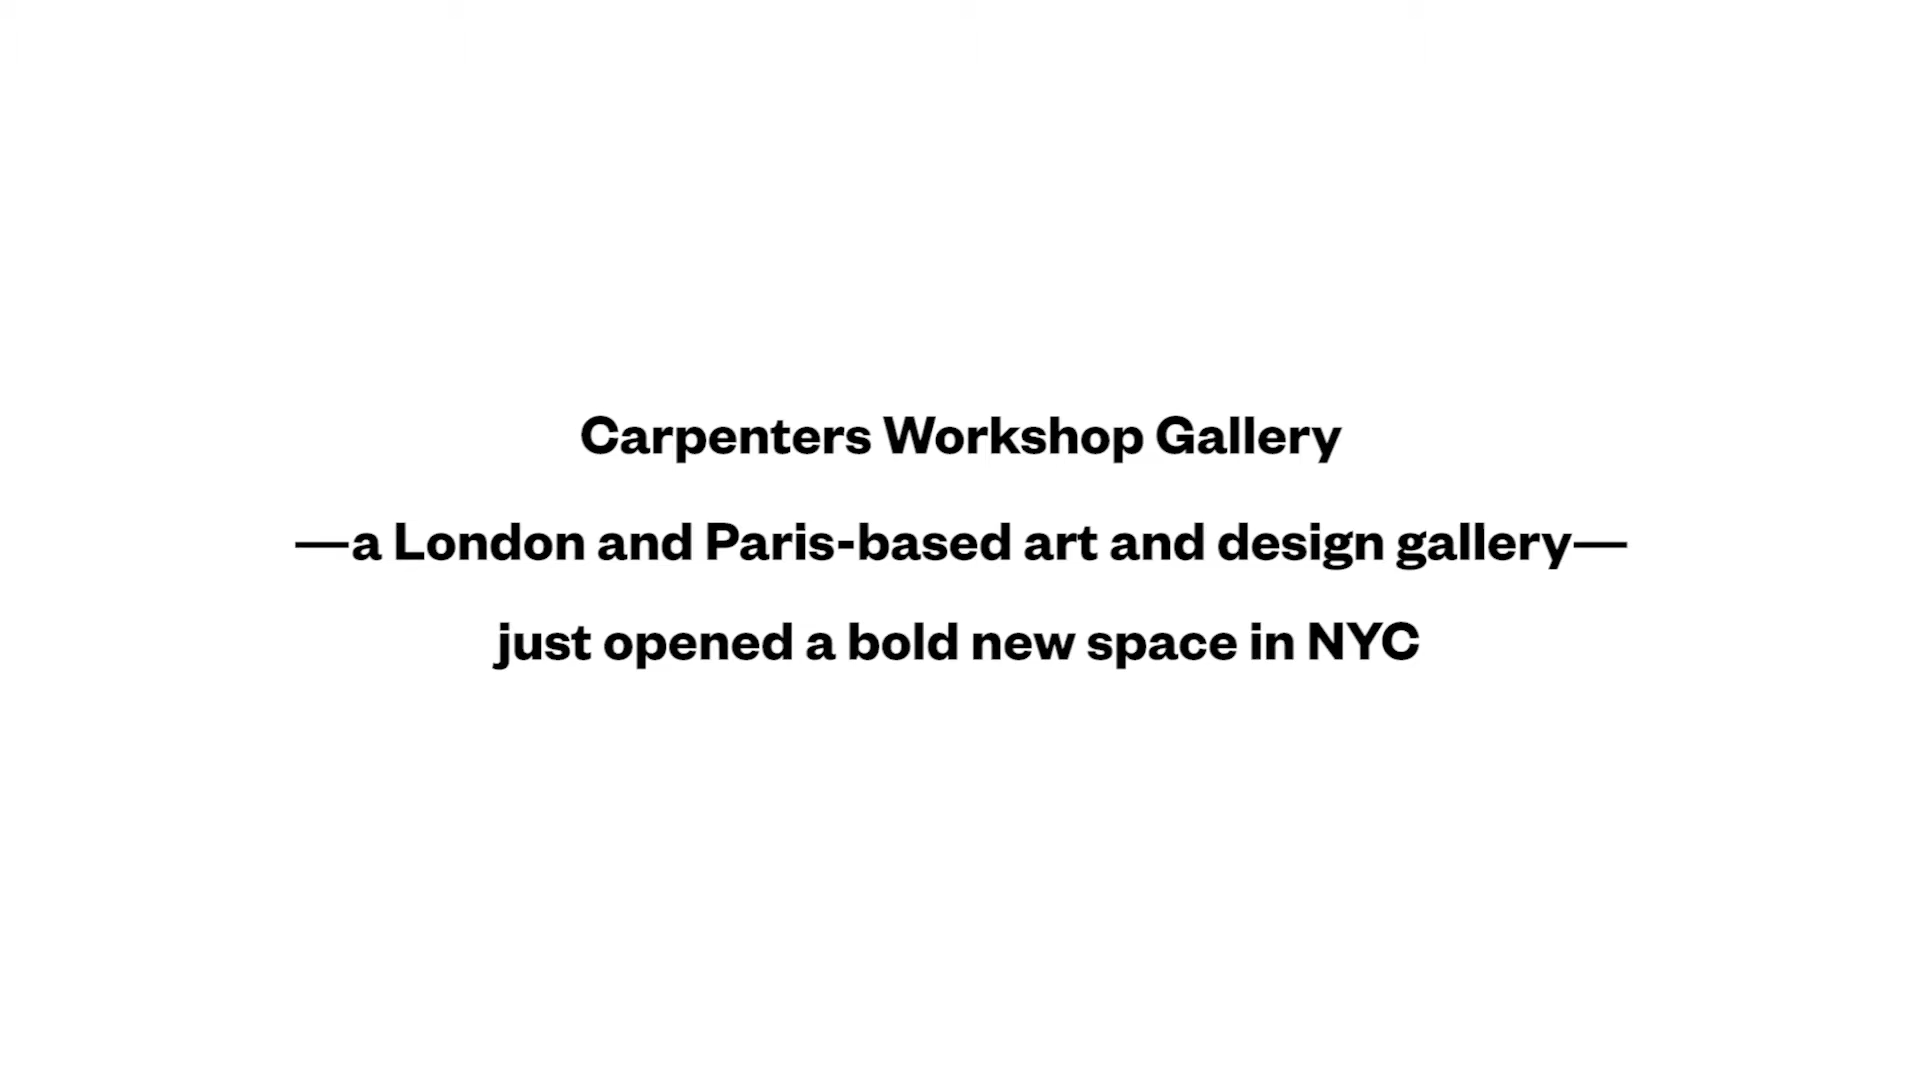 Carpenters Workshop Gallery
—a London and Paris-based art and design gallery—
just opened a bold new space in NYC